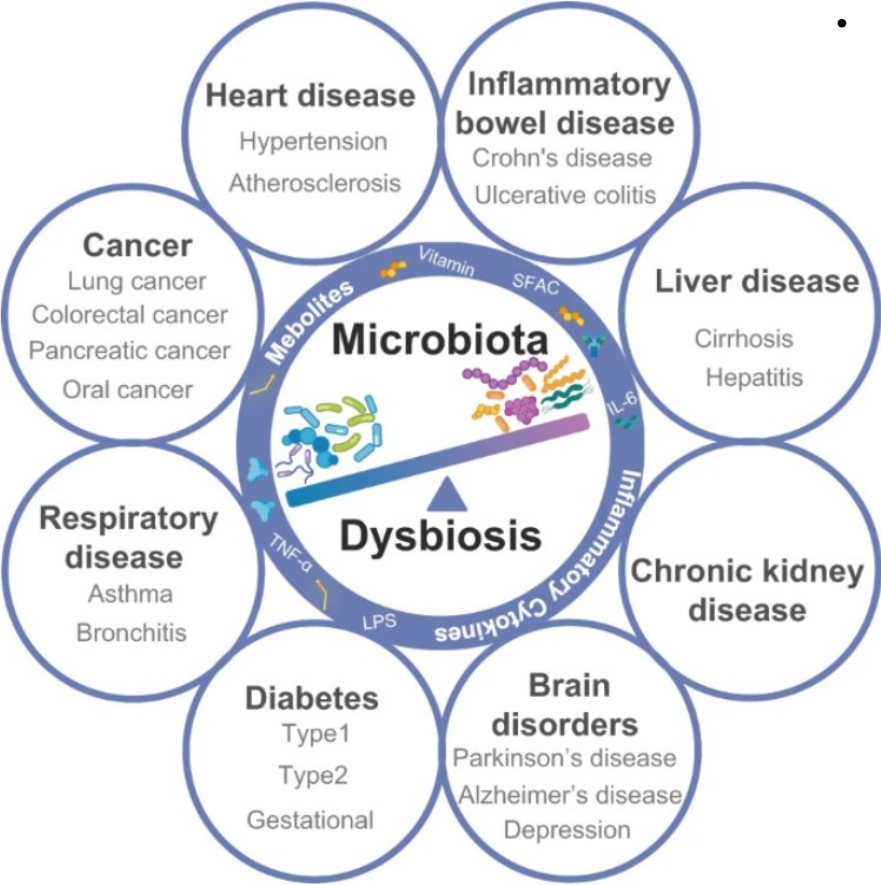 Heart disease
Hypertension
Atherosclerosis
Inflammatory
bowel disease
Crohn's disease
Ulcerative colitis
Cancer
Lung cancer
Colorectal cancer
Pancreatic cancer
Oral cancer
Liver disease
Cirrhosis
Hepatitis
Mebolites
Vitamin
SFAC
IL-6
Inflammatory Cytokines
LPS
TNF-α
Microbiota
Dysbiosis
Respiratory
disease
Asthma
Bronchitis
Chronic kidney
disease
Diabetes
Type1
Type2
Gestational
Brain
disorders
Parkinson’s disease
Alzheimer’s disease
Depression